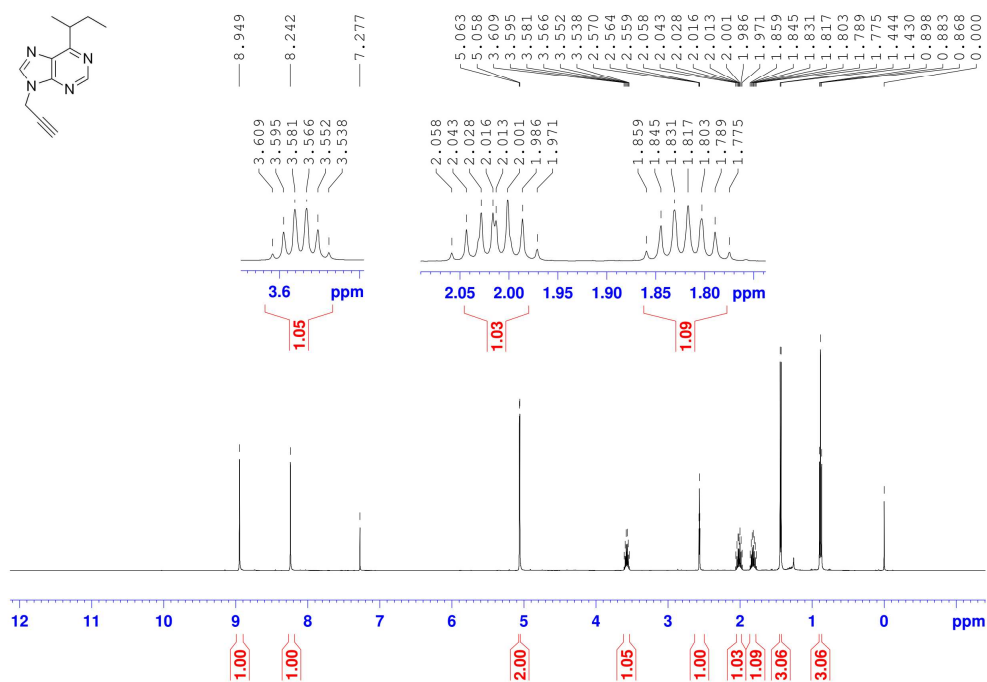 N N N N
8.949 8.242 7.277 5.063 5.058 3.609 3.595 3.581 3.566 3.552 3.538 2.570 2.564 2.559 2.058 2.043 2.028 2.016 2.013 2.001 1.986 1.971 1.859 1.845 1.831 1.817 1.803 1.789 1.775 1.444 1.430 0.898 0.883 0.868 0.000
3.609 3.595 3.581 3.566 3.552 3.538
2.058 2.043 2.028 2.016 2.013 2.001 1.986 1.971
1.859 1.845 1.831 1.817 1.803 1.789 1.775
3.6 ppm
2.05 2.00 1.95 1.90 1.85 1.80 ppm
1.05 1.03 1.09
12 11 10 9 8 7 6 5 4 3 2 1 0 ppm
1.00 1.00 2.00 1.05 1.00 1.03 1.09 3.06 3.06